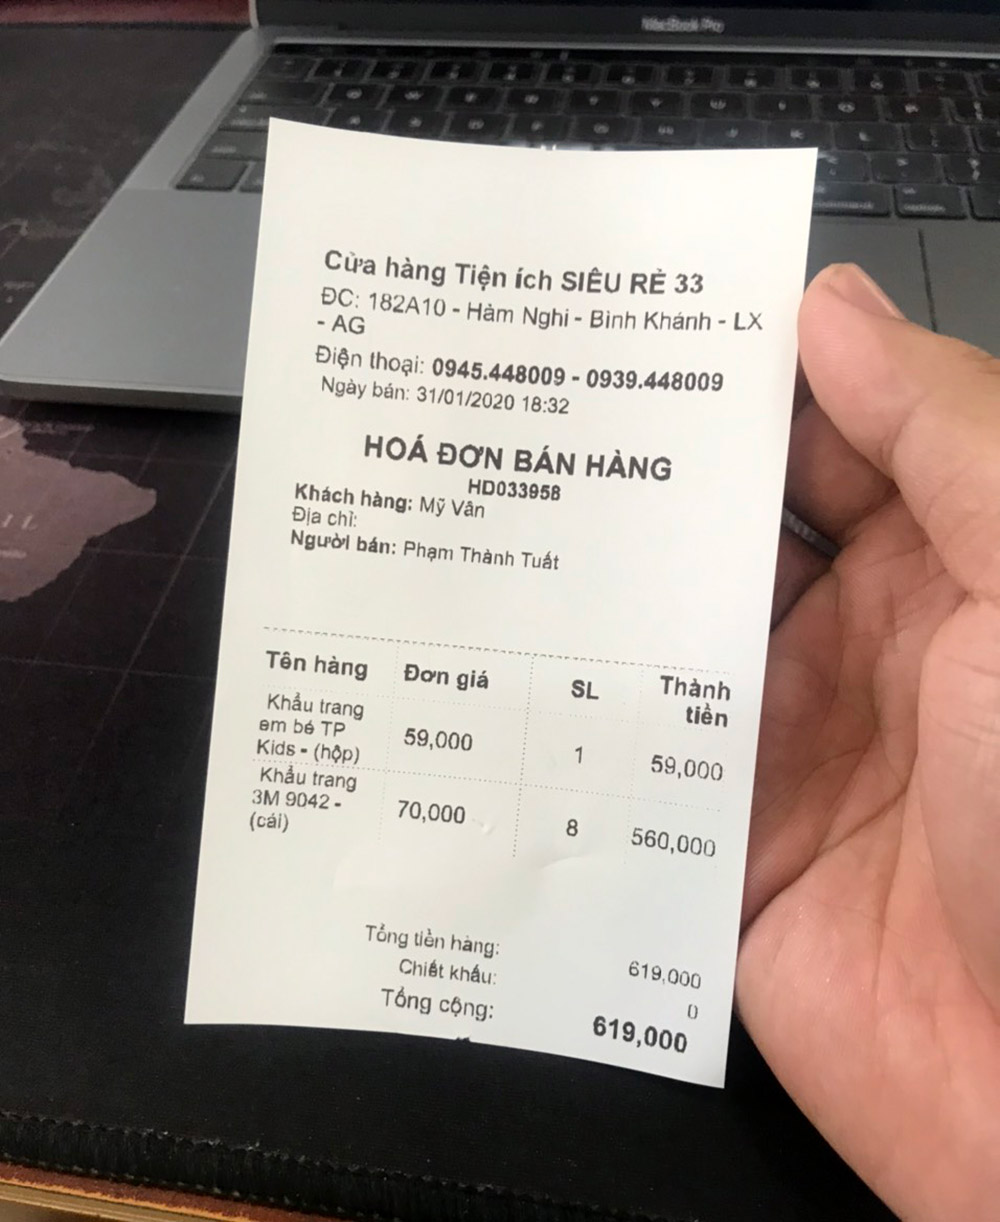 MacBook Pro
Cửa hàng Tiện ích SIÊU RẺ 33
ĐC: 182A10 - Hàm Nghi - Bình Khánh - LX
- AG
Điện thoại: 0945.448009 - 0939.448009
Ngày bán: 31/01/2020 18:32
HOÁ ĐƠN BÁN HÀNG
HD033958
Khách hàng: Mỹ Vân
Địa chỉ:
Người bán: Phạm Thành Tuất
Tên hàng Đơn giá SL Thành
tiền
Khẩu trang
em bé TP
Kids - (hộp) 59,000 1 59,000
Khẩu trang
3M 9042 -
(cái) 70,000 8 560,000
Tổng tiền hàng: 619,000
Chiết khấu: 0
Tổng cộng: 619,000